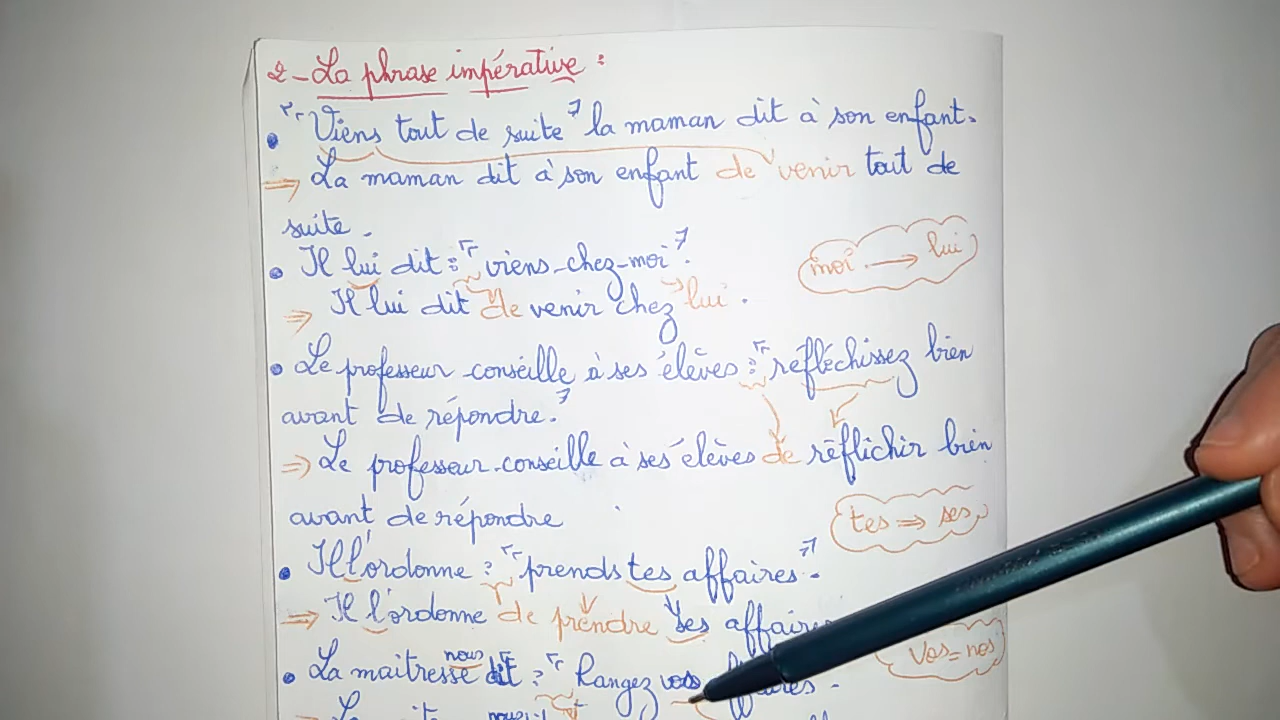 2 - La phrase impérative :
• "Viens tout de suite" la maman dit à son enfant.
⇒ La maman dit à son enfant de venir tout de
suite.
• Il lui dit : "viens-chez-moi".
moi → lui
⇒ Il lui dit de venir chez lui.
• Le professeur conseille à ses élèves : "réfléchissez bien
avant de répondre."
⇒ Le professeur conseille à ses élèves de réflichir bien
avant de répondre
tes ⇒ ses
• Il l'ordonne : "prends tes affaires".
⇒ Il l'ordonne de prendre ses
Vos = nos
• La maitresse nous dit : "Rangez vos